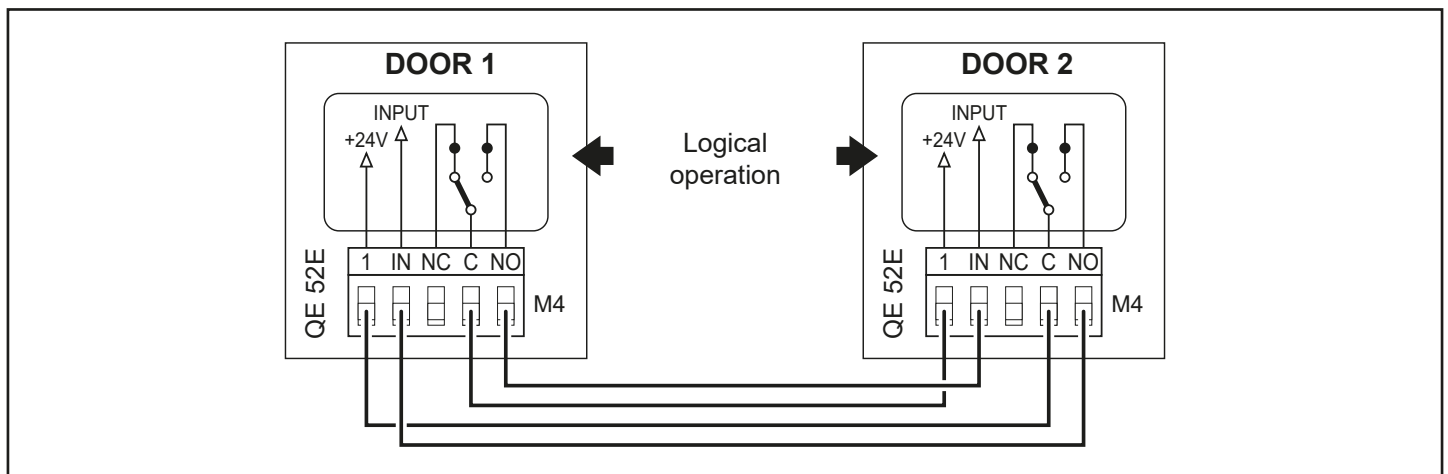 DOOR 1
INPUT
+24V
1 IN NC C NO
QE 52E
M4
Logical
operation
DOOR 2
INPUT
+24V
1 IN NC C NO
QE 52E
M4